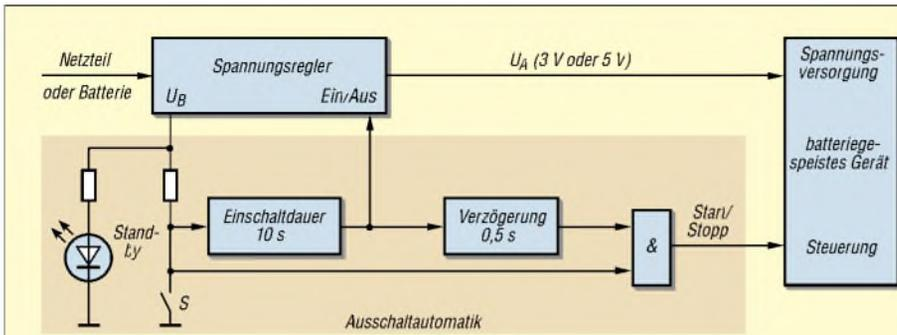 Netzteil
oder Batterie
Spannungsregler
U_B
Ein/Aus
U_A (3 V oder 5 V)
Spannungs-
versorgung
batteriege-
speistes Gerät
Steuerung
Einschaltdauer
10 s
Verzögerung
0,5 s
&
Start/
Stopp
Stand-
by
S
Ausschaltautomatik